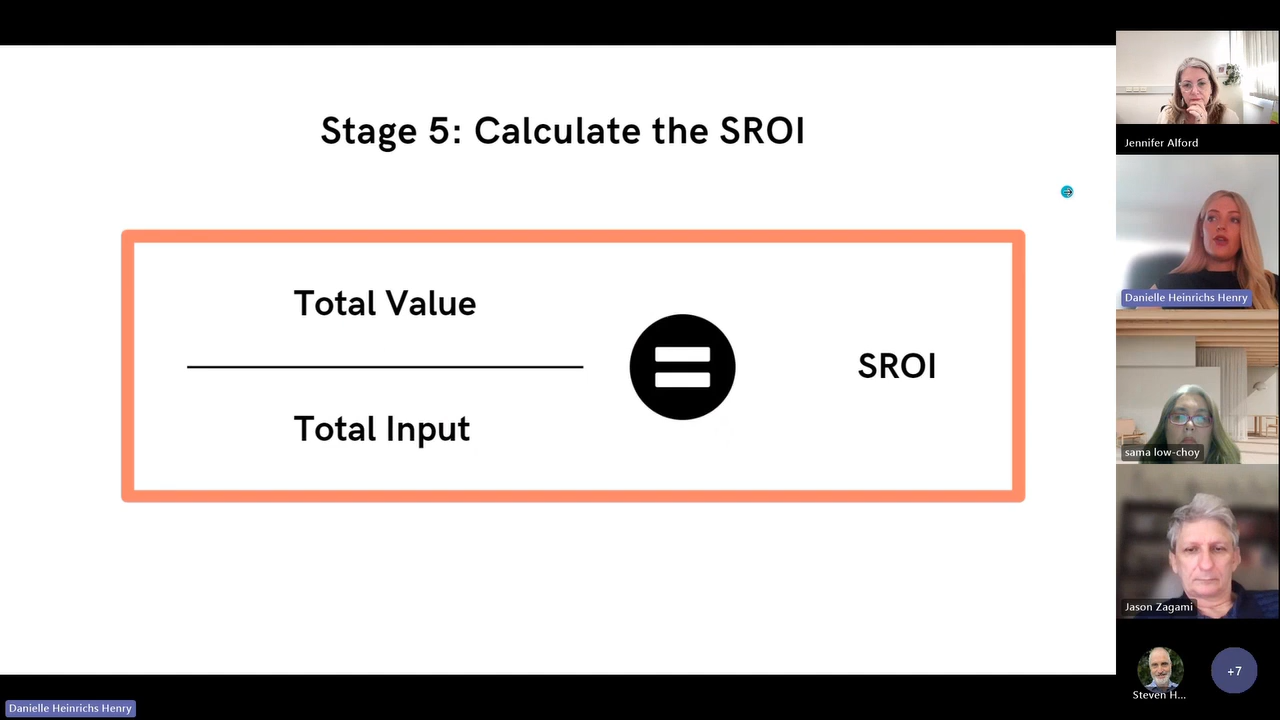 Stage 5: Calculate the SROI
Total Value
Total Input
SROI
Jennifer Alford
Danielle Heinrichs Henry
sama low-choy
Jason Zagami
Steven H...
+7
Danielle Heinrichs Henry